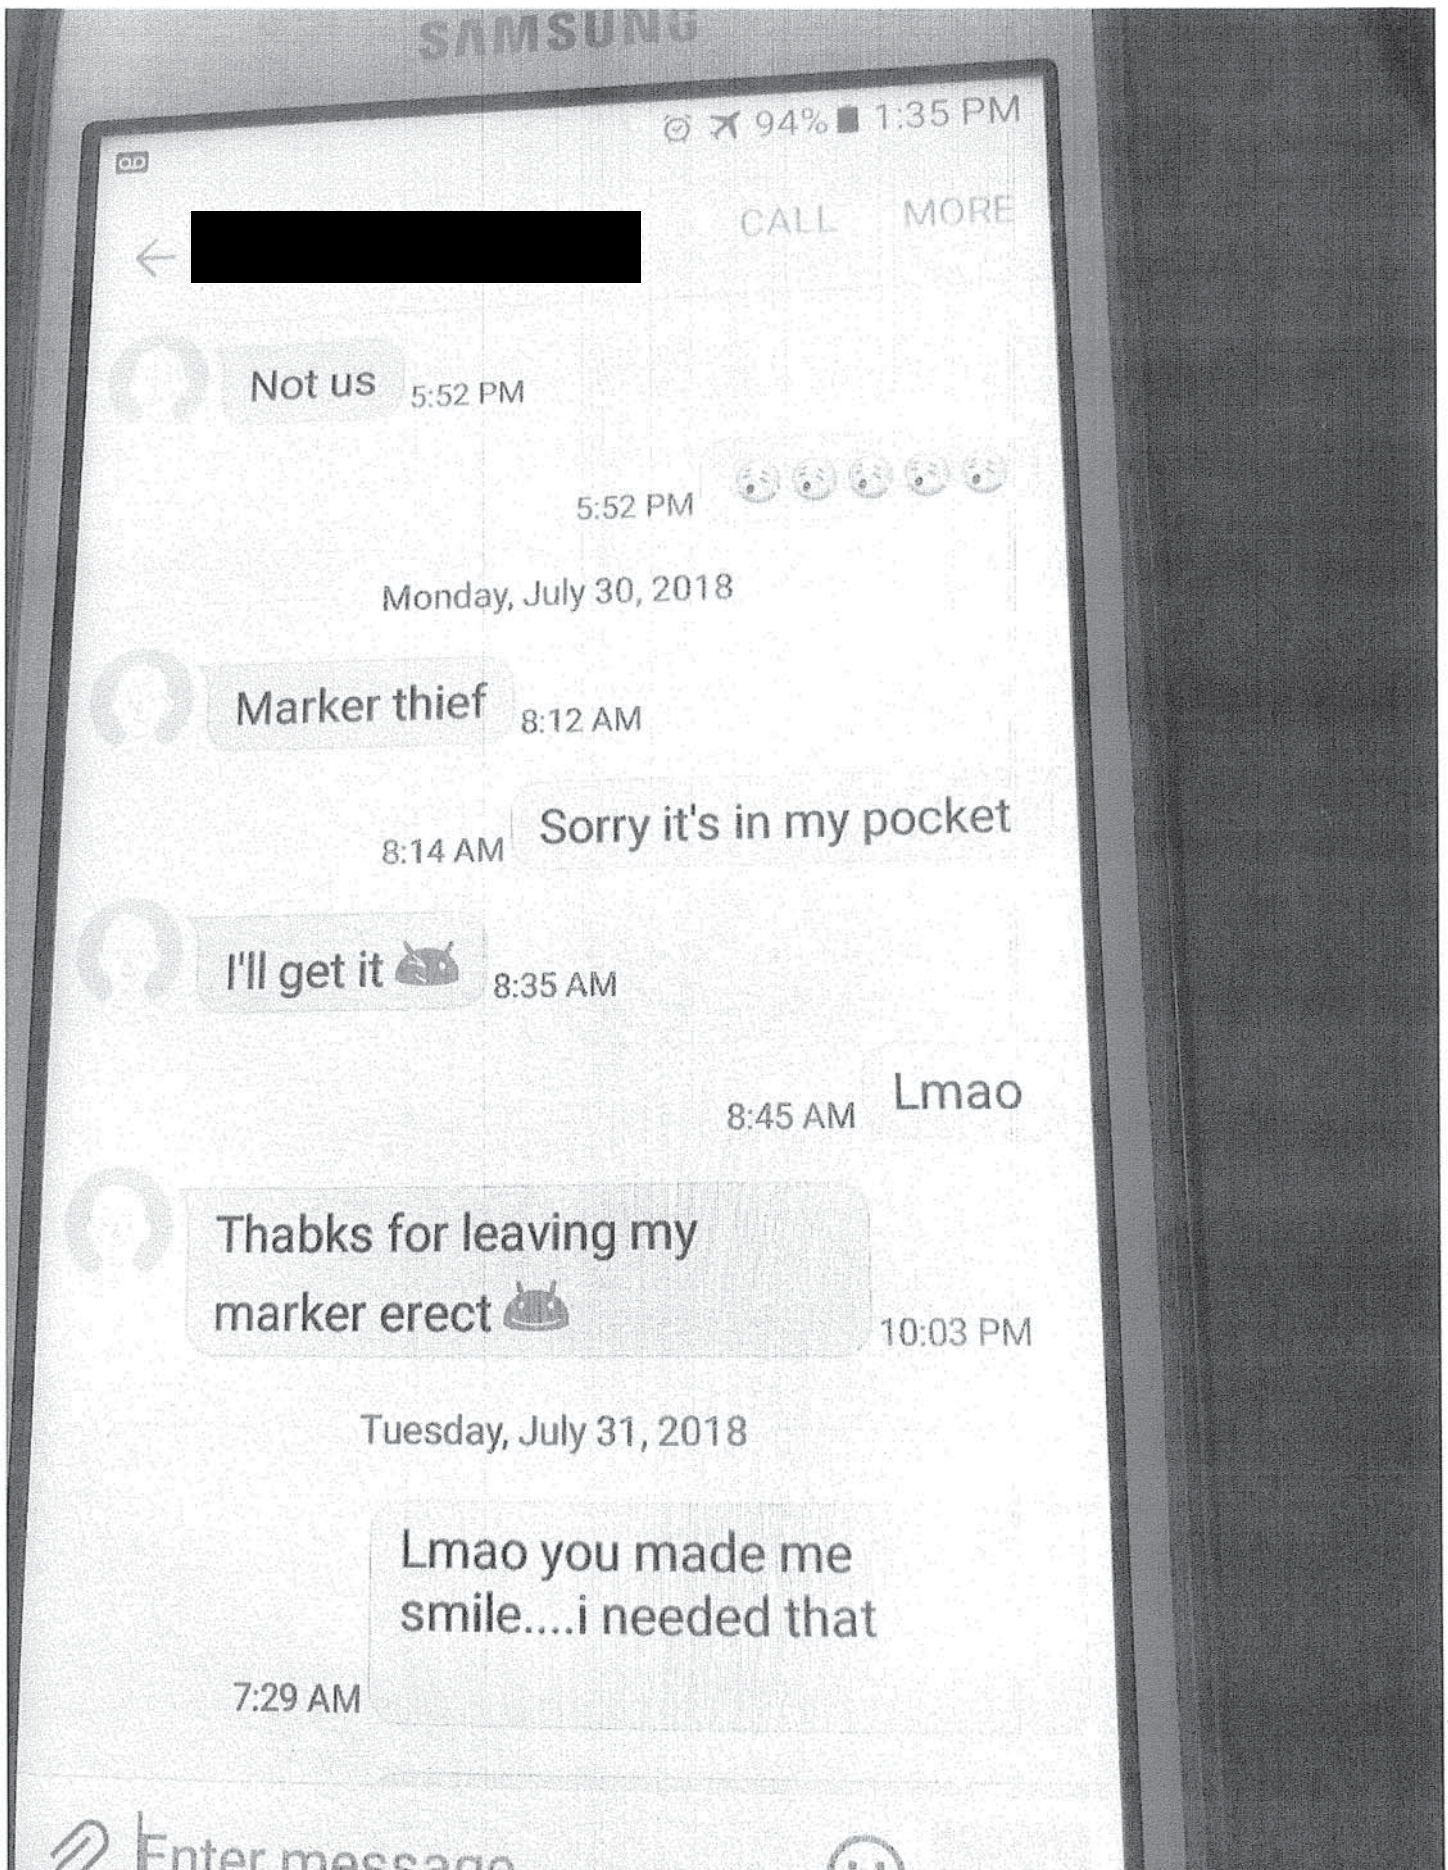 SAMSUNG
94% 1:35 PM
CALL MORE
Not us 5:52 PM
5:52 PM
Monday, July 30, 2018
Marker thief 8:12 AM
Sorry it's in my pocket
8:14 AM
I'll get it 8:35 AM
Lmao
8:45 AM
Thabks for leaving my
marker erect
10:03 PM
Tuesday, July 31, 2018
Lmao you made me
smile....i needed that
7:29 AM
Enter message